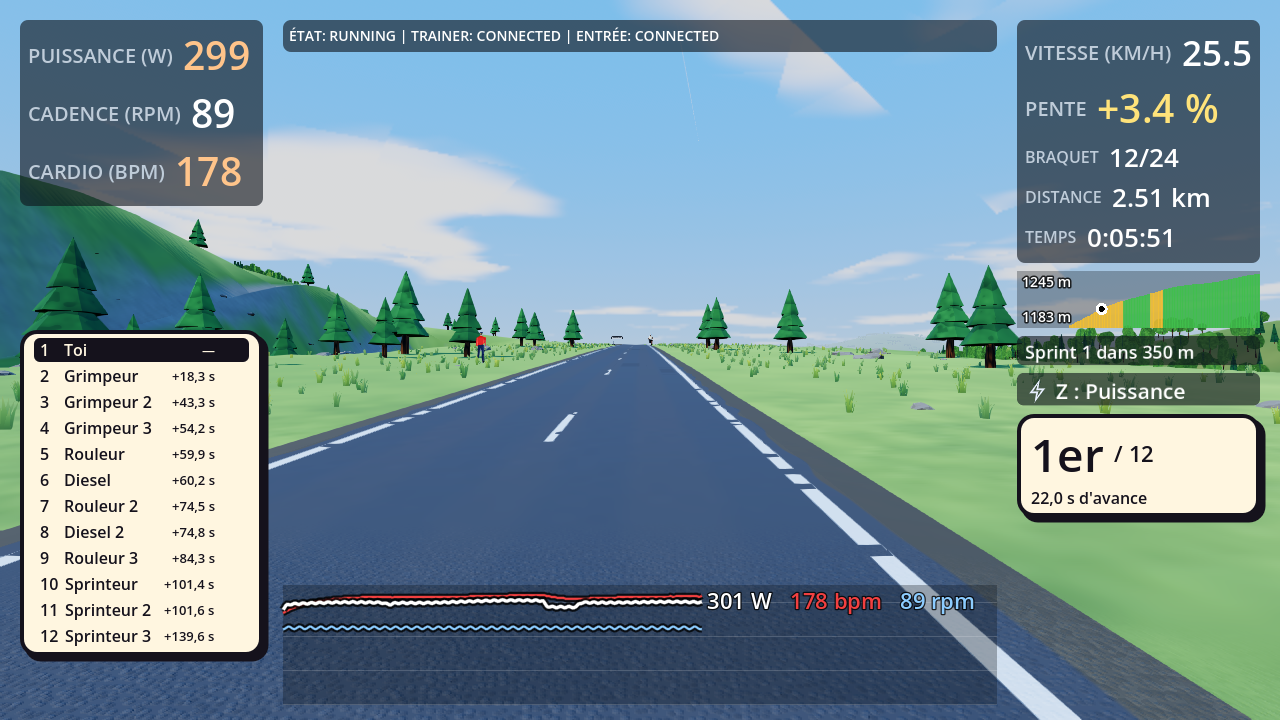 PUISSANCE (W) 299
CADENCE (RPM) 89
CARDIO (BPM) 178
ÉTAT: RUNNING | TRAINER: CONNECTED | ENTRÉE: CONNECTED
VITESSE (KM/H) 25.5
PENTE +3.4 %
BRAQUET 12/24
DISTANCE 2.51 km
TEMPS 0:05:51
1245 m
1183 m
Sprint 1 dans 350 m
Z : Puissance
1er / 12
22,0 s d'avance
1 Toi —
2 Grimpeur +18,3 s
3 Grimpeur 2 +43,3 s
4 Grimpeur 3 +54,2 s
5 Rouleur +59,9 s
6 Diesel +60,2 s
7 Rouleur 2 +74,5 s
8 Diesel 2 +74,8 s
9 Rouleur 3 +84,3 s
10 Sprinteur +101,4 s
11 Sprinteur 2 +101,6 s
12 Sprinteur 3 +139,6 s
301 W 178 bpm 89 rpm